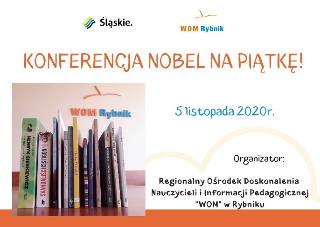 Śląskie.
WOM Rybnik
KONFERENCJA NOBEL NA PIĄTKĘ!
WOM Rybnik
5 listopada 2020r.
Organizator:
Regionalny Ośrodek Doskonalenia
Nauczycieli i Informacji Pedagogicznej
"WOM" w Rybniku